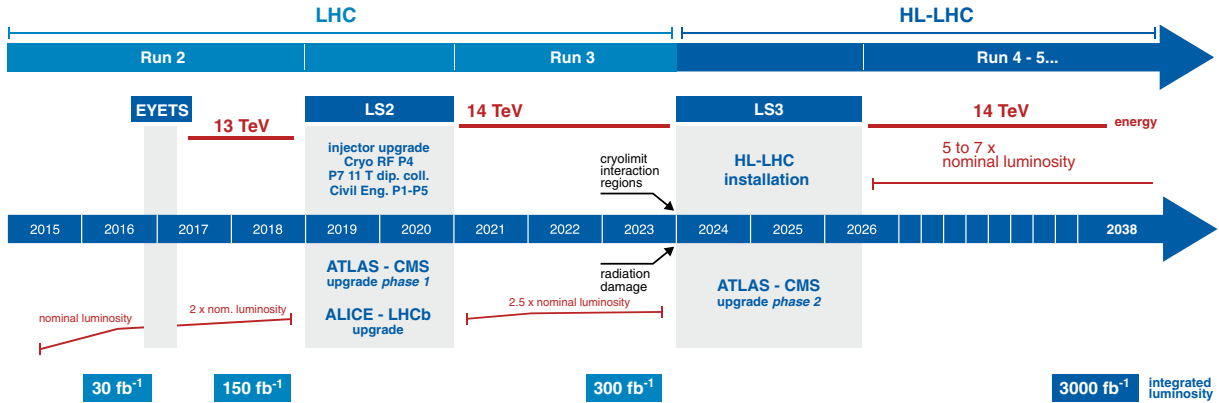 LHC
HL-LHC
Run 2
Run 3
Run 4 - 5...
EYETS
13 TeV
LS2
14 TeV
LS3
14 TeV
energy
injector upgrade
Cryo RF P4
P7 11 T dip. coll.
Civil Eng. P1-P5
cryolimit
interaction
regions
HL-LHC
installation
5 to 7 x
nominal luminosity
2015 2016 2017 2018 2019 2020 2021 2022 2023 2024 2025 2026 2038
ATLAS - CMS
upgrade phase 1
ALICE - LHCb
upgrade
radiation
damage
ATLAS - CMS
upgrade phase 2
nominal luminosity
2 x nom. luminosity
2.5 x nominal luminosity
30 fb⁻¹
150 fb⁻¹
300 fb⁻¹
3000 fb⁻¹
integrated
luminosity